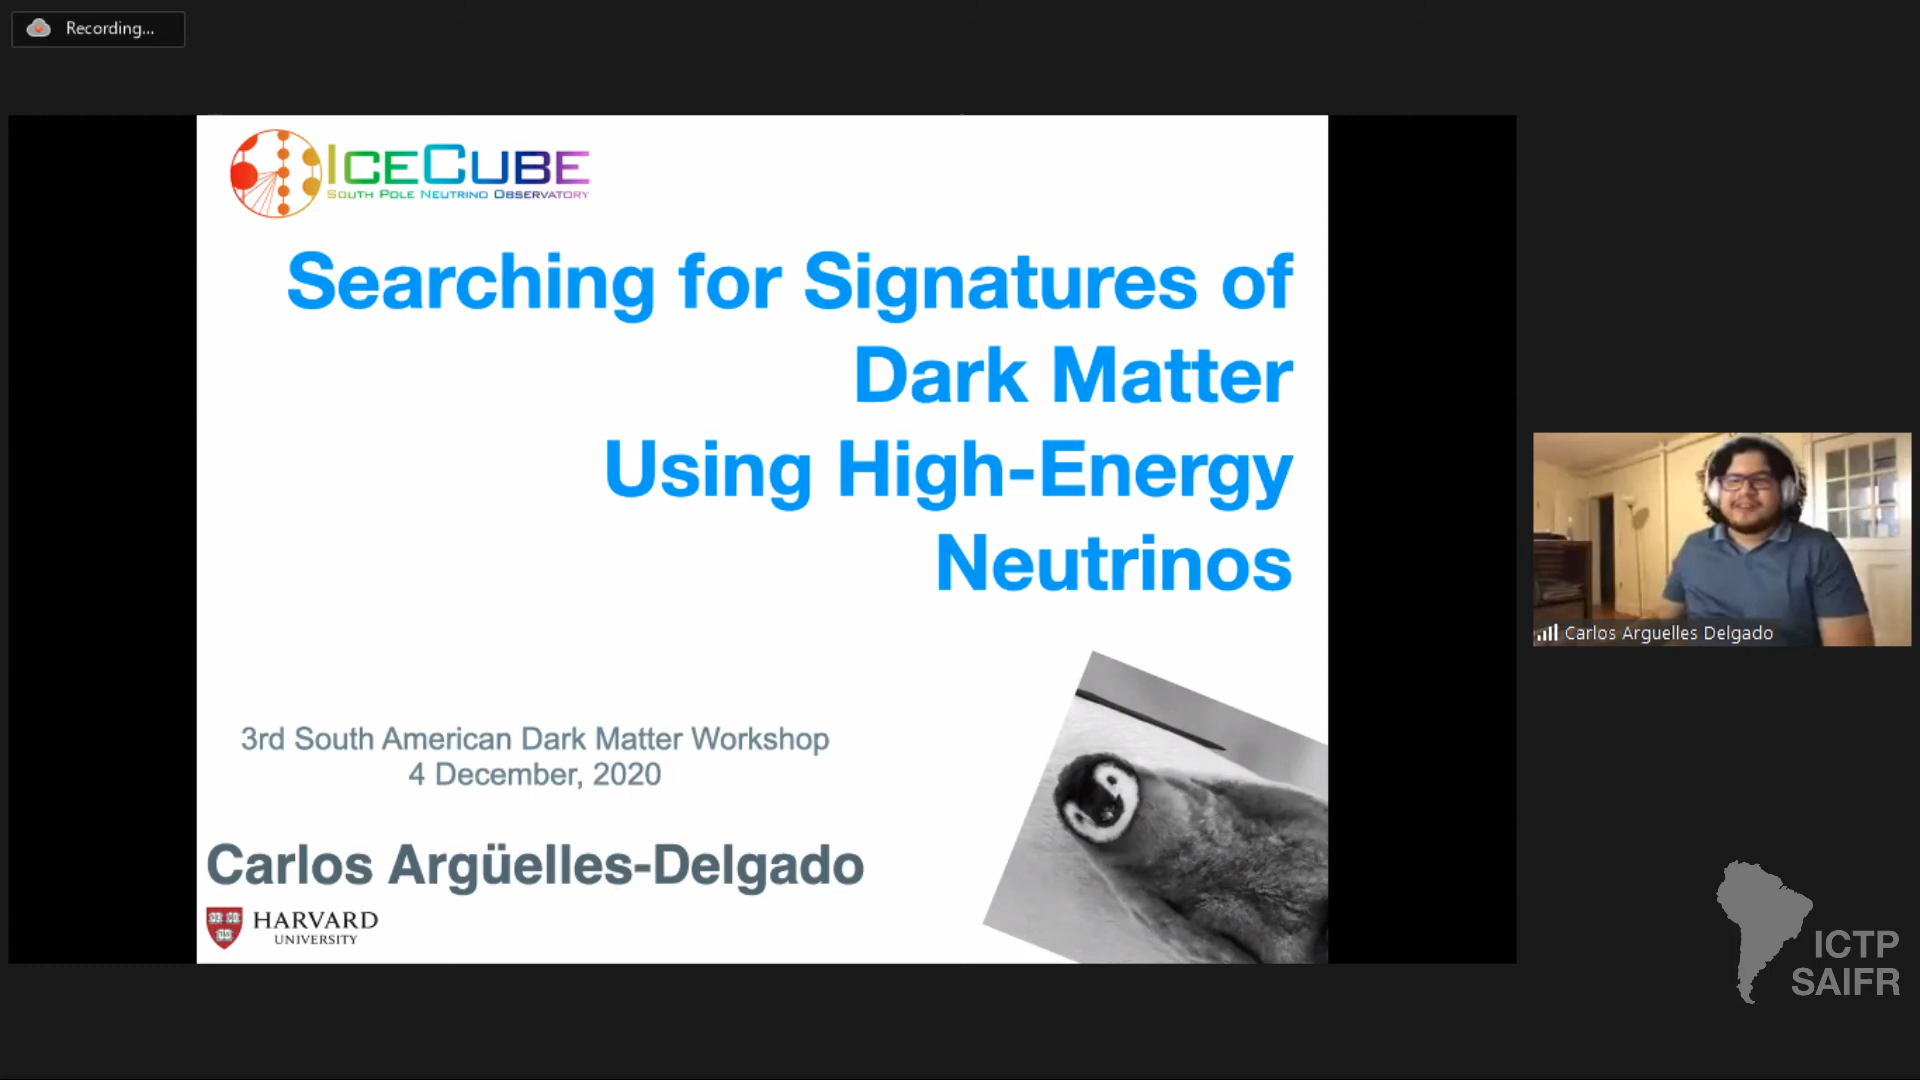 Recording...
ICECUBE
SOUTH POLE NEUTRINO OBSERVATORY
Searching for Signatures of
Dark Matter
Using High-Energy
Neutrinos
3rd South American Dark Matter Workshop
4 December, 2020
Carlos Argüelles-Delgado
HARVARD
UNIVERSITY
Carlos Arguelles Delgado
ICTP
SAIFR